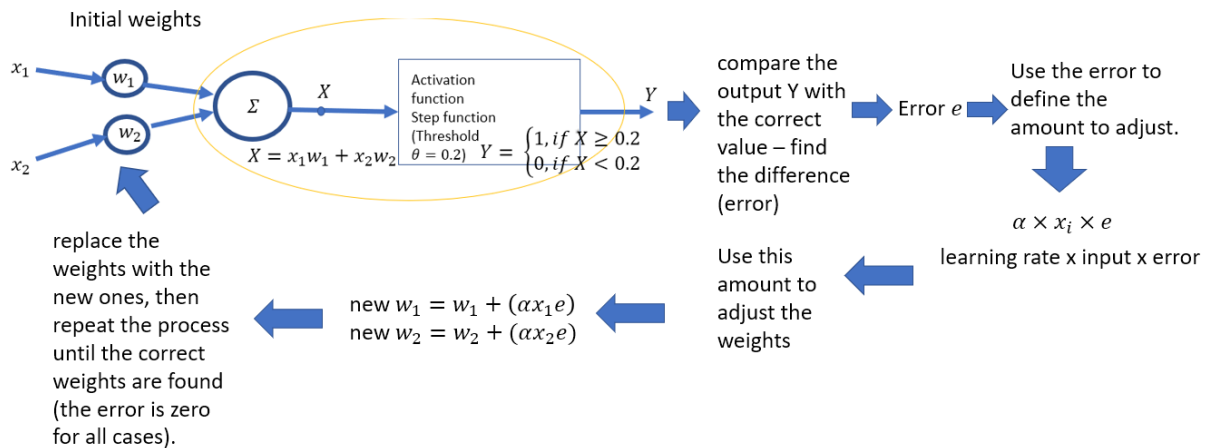 Initial weights
x₁
w₁
w₂
x₂
Σ
X
X = x₁w₁ + x₂w₂
Activation
function
Step function
(Threshold
θ = 0.2)
Y = {1, if X ≥ 0.2
{0, if X < 0.2
Y
compare the
output Y with
the correct
value – find
the difference
(error)
Error e
Use the error to
define the
amount to adjust.
α × xᵢ × e
learning rate x input x error
Use this
amount to
adjust the
weights
new w₁ = w₁ + (αx₁e)
new w₂ = w₂ + (αx₂e)
replace the
weights with the
new ones, then
repeat the process
until the correct
weights are found
(the error is zero
for all cases).